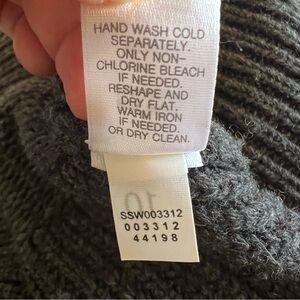 HAND WASH COLD
SEPARATELY.
ONLY NON-
CHLORINE BLEACH
IF NEEDED.
RESHAPE AND
DRY FLAT.
WARM IRON
IF NEEDED.
OR DRY CLEAN.
10
SSW003312
003312
44198